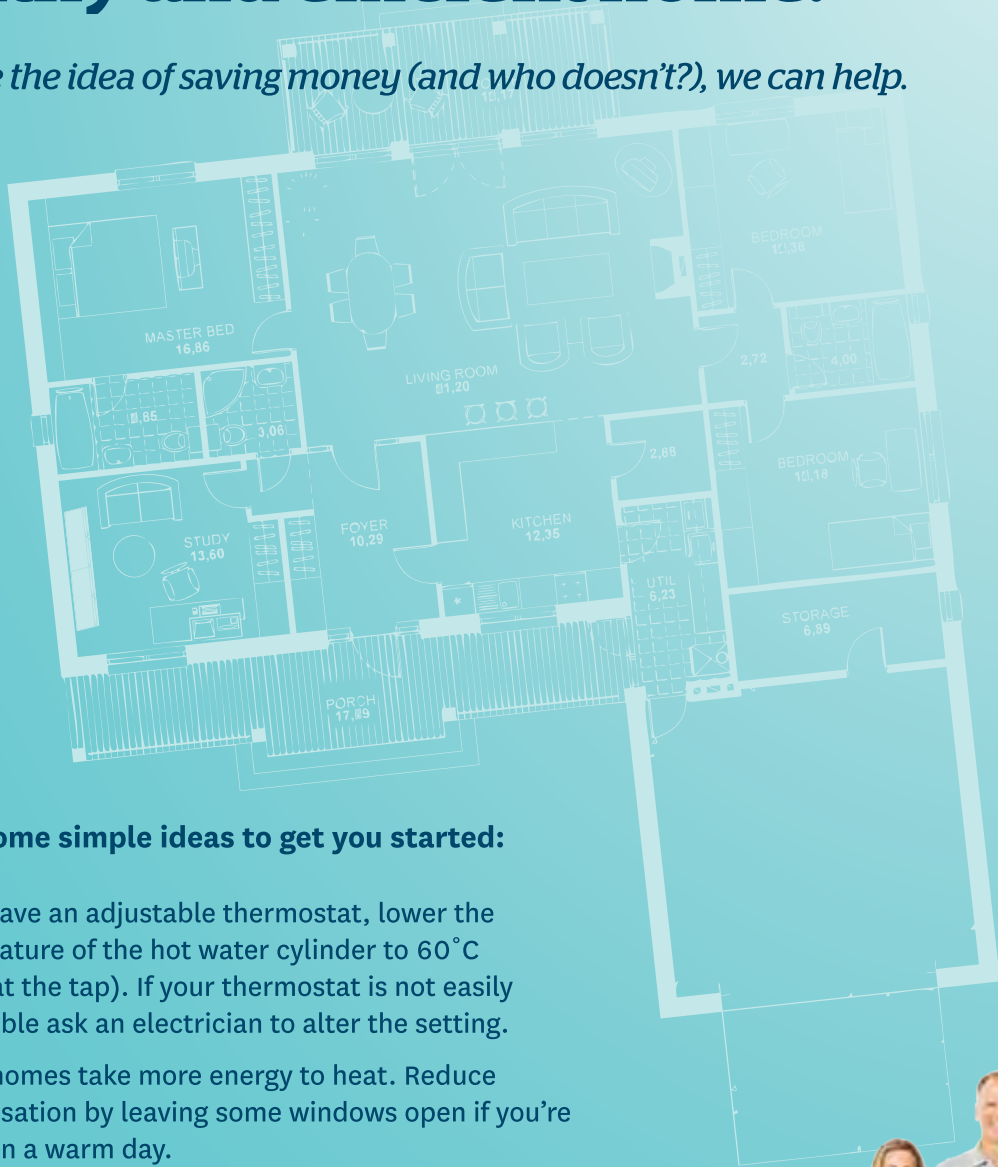 and efficient home.
the idea of saving money (and who doesn't?), we can help.
BEDROOM
MASTER BED
16,86
LIVING ROOM
2,72
4,00
3,06
2,88
BEDROOM
STUDY
13,60
FOYER
10,29
KITCHEN
12,35
UTIL
6,23
STORAGE
6,89
PORCH
ome simple ideas to get you started:
ave an adjustable thermostat, lower the
ature of the hot water cylinder to 60˚C
at the tap). If your thermostat is not easily
ble ask an electrician to alter the setting.
homes take more energy to heat. Reduce
sation by leaving some windows open if you're
n a warm day.